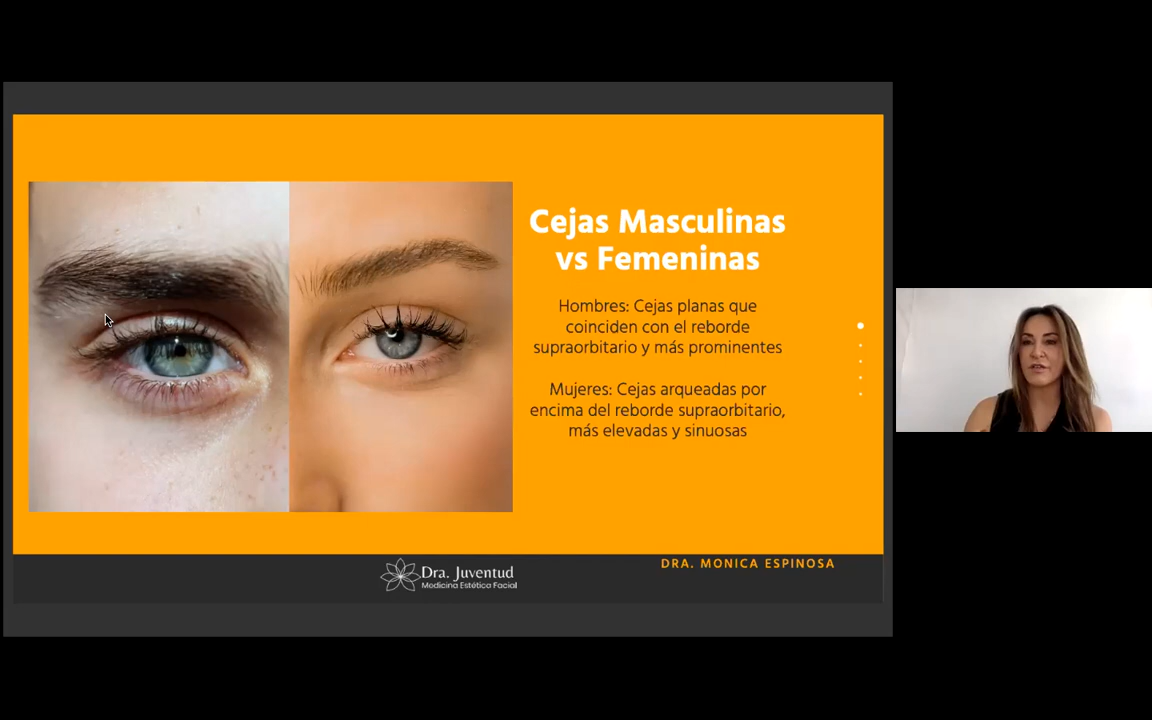 Cejas Masculinas
vs Femeninas
Hombres: Cejas planas que
coinciden con el reborde
supraorbitario y más prominentes
Mujeres: Cejas arqueadas por
encima del reborde supraorbitario,
más elevadas y sinuosas
Dra. Juventud
Medicina Estética Facial
DRA. MONICA ESPINOSA